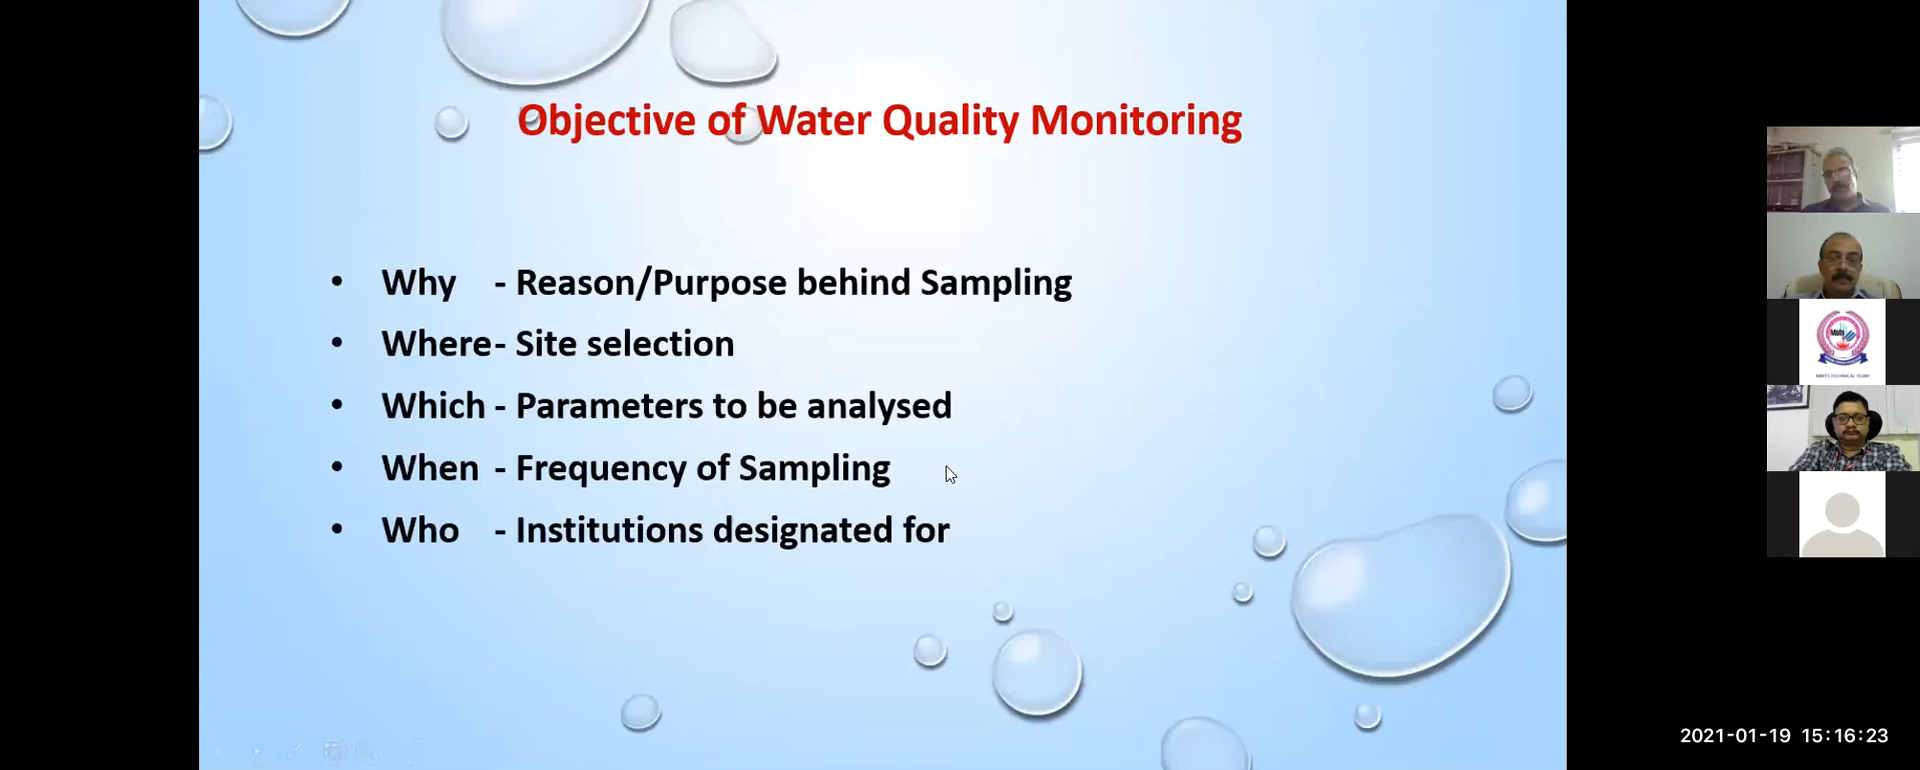 Objective of Water Quality Monitoring
• Why - Reason/Purpose behind Sampling
• Where - Site selection
• Which - Parameters to be analysed
• When - Frequency of Sampling
• Who - Institutions designated for
2021-01-19 15:16:23